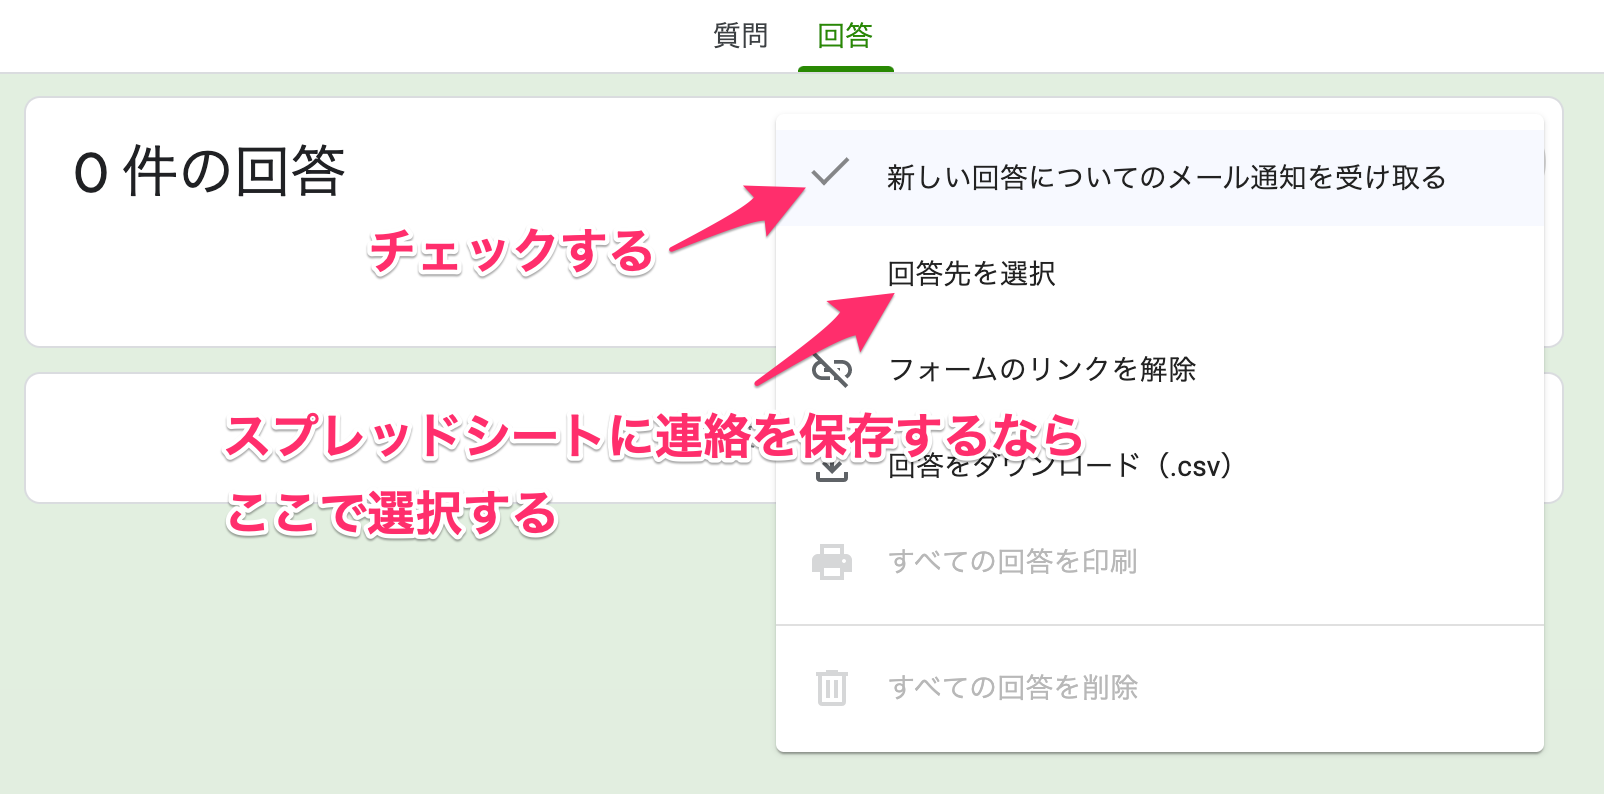 質問 回答
0 件の回答
新しい回答についてのメール通知を受け取る
チェックする
回答先を選択
フォームのリンクを解除
スプレッドシートに連絡を保存するなら
回答をダウンロード（.csv）
ここで選択する
すべての回答を印刷
すべての回答を削除